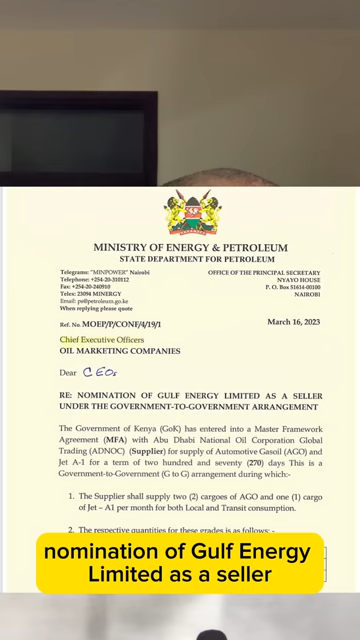 MINISTRY OF ENERGY & PETROLEUM
STATE DEPARTMENT FOR PETROLEUM
Telegrams: "MINPOWER" Nairobi
Telephone: +254-20-310112
Fax: +254-20-240910
Telex: 23094 MINERGY
Email: ps@petroleum.go.ke
When replying please quote
OFFICE OF THE PRINCIPAL SECRETARY
NYAYO HOUSE
P. O. Box 51614-00100
NAIROBI
Ref. No. MOEP/P/CONF/4/19/1
March 16, 2023
Chief Executive Officers
OIL MARKETING COMPANIES
Dear CEOs
RE: NOMINATION OF GULF ENERGY LIMITED AS A SELLER
UNDER THE GOVERNMENT-TO-GOVERNMENT ARRANGEMENT
The Government of Kenya (GoK) has entered into a Master Framework
Agreement (MFA) with Abu Dhabi National Oil Corporation Global
Trading (ADNOC) (Supplier) for supply of Automotive Gasoil (AGO) and
Jet A-1 for a term of two hundred and seventy (270) days This is a
Government-to-Government (G to G) arrangement during which:-
1. The Supplier shall supply two (2) cargoes of AGO and one (1) cargo
of Jet – A1 per month for both Local and Transit consumption.
2. The respective quantities for these grades is as follows: -
nomination of Gulf Energy
Limited as a seller